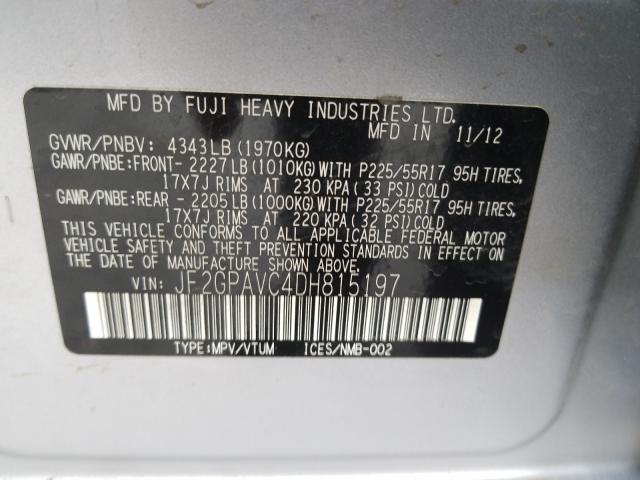 MFD BY FUJI HEAVY INDUSTRIES LTD.
MFD IN 11/12
GVWR/PNBV: 4343LB(1970KG)
GAWR/PNBE:FRONT- 2227LB(1010KG)WITH P225/55R17 95H TIRES,
17X7J RIMS AT 230 KPA(33 PSI)COLD
GAWR/PNBE:REAR - 2205LB(1000KG)WITH P225/55R17 95H TIRES,
17X7J RIMS AT 220 KPA(32 PSI)COLD
THIS VEHICLE CONFORMS TO ALL APPLICABLE FEDERAL MOTOR
VEHICLE SAFETY AND THEFT PREVENTION STANDARDS IN EFFECT
ON THE DATE OF MANUFACTURE SHOWN ABOVE.
VIN: JF2GPAVC4DH815197
TYPE:MPV/VTUM ICES/NMB-002